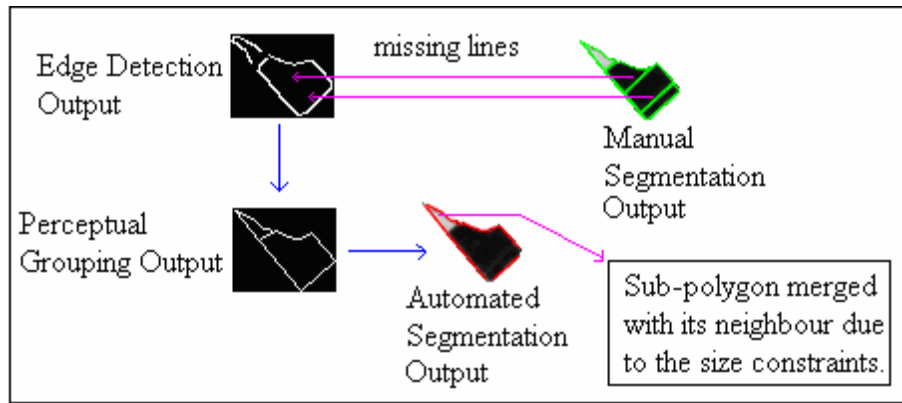 Edge Detection
Output
missing lines
Manual
Segmentation
Output
Perceptual
Grouping Output
Automated
Segmentation
Output
Sub-polygon merged
with its neighbour due
to the size constraints.